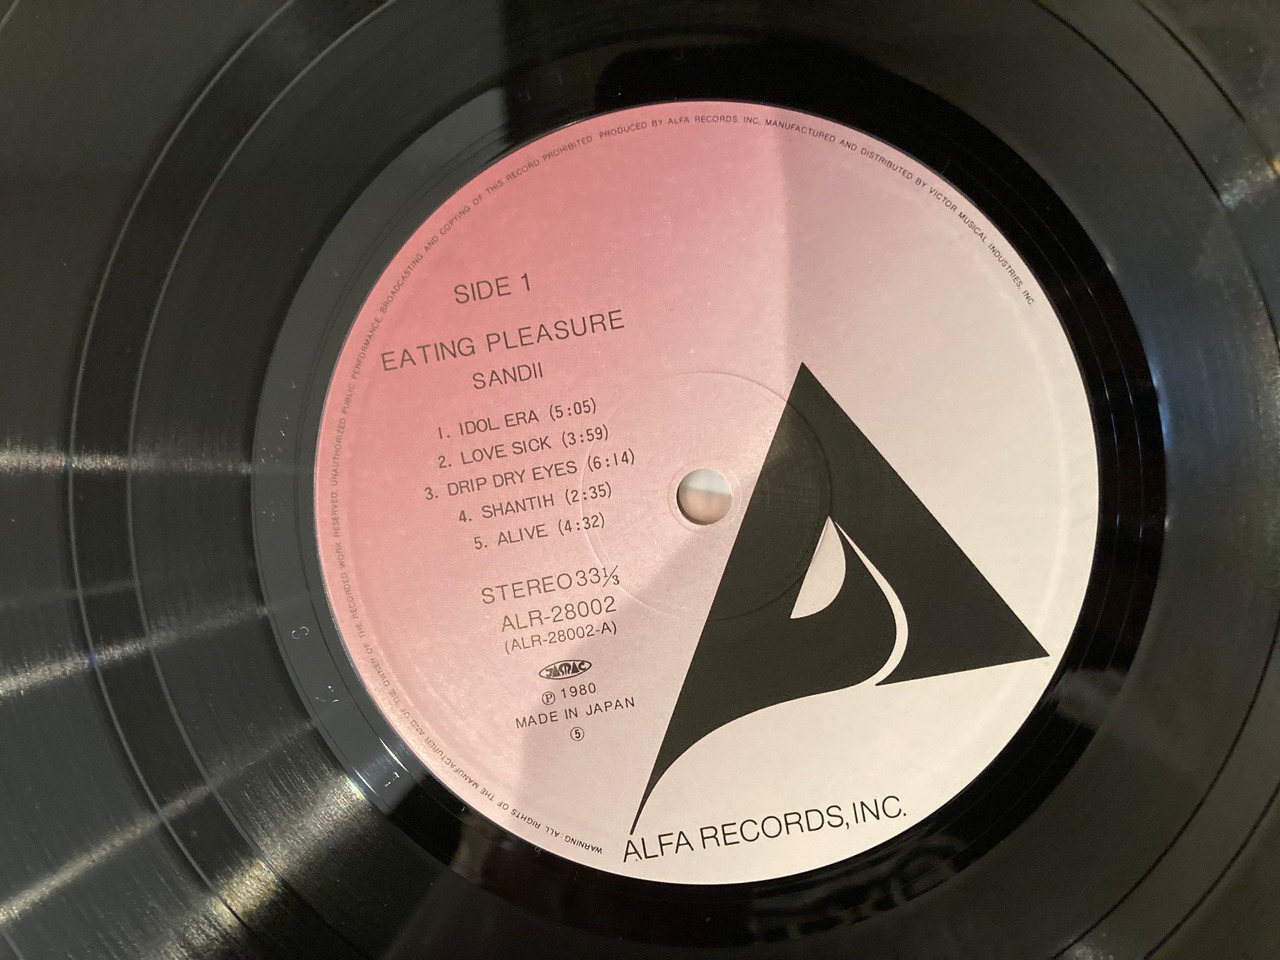 SIDE 1
EATING PLEASURE
SANDII
1. IDOL ERA (5:05)
2. LOVE SICK (3:59)
3. DRIP DRY EYES (6:14)
4. SHANTIH (2:35)
5. ALIVE (4:32)
STEREO 33⅓
ALR-28002
(ALR-28002-A)
JASRAC
Ⓟ 1980
MADE IN JAPAN
⑤
ALFA RECORDS, INC.
WARNING: ALL RIGHTS OF THE MANUFACTURER AND OF THE OWNER OF THE RECORDED WORK RESERVED. UNAUTHORIZED PUBLIC PERFORMANCE, BROADCASTING AND COPYING OF THIS RECORD PROHIBITED. PRODUCED BY ALFA RECORDS, INC. MANUFACTURED AND DISTRIBUTED BY VICTOR MUSICAL INDUSTRIES, INC.